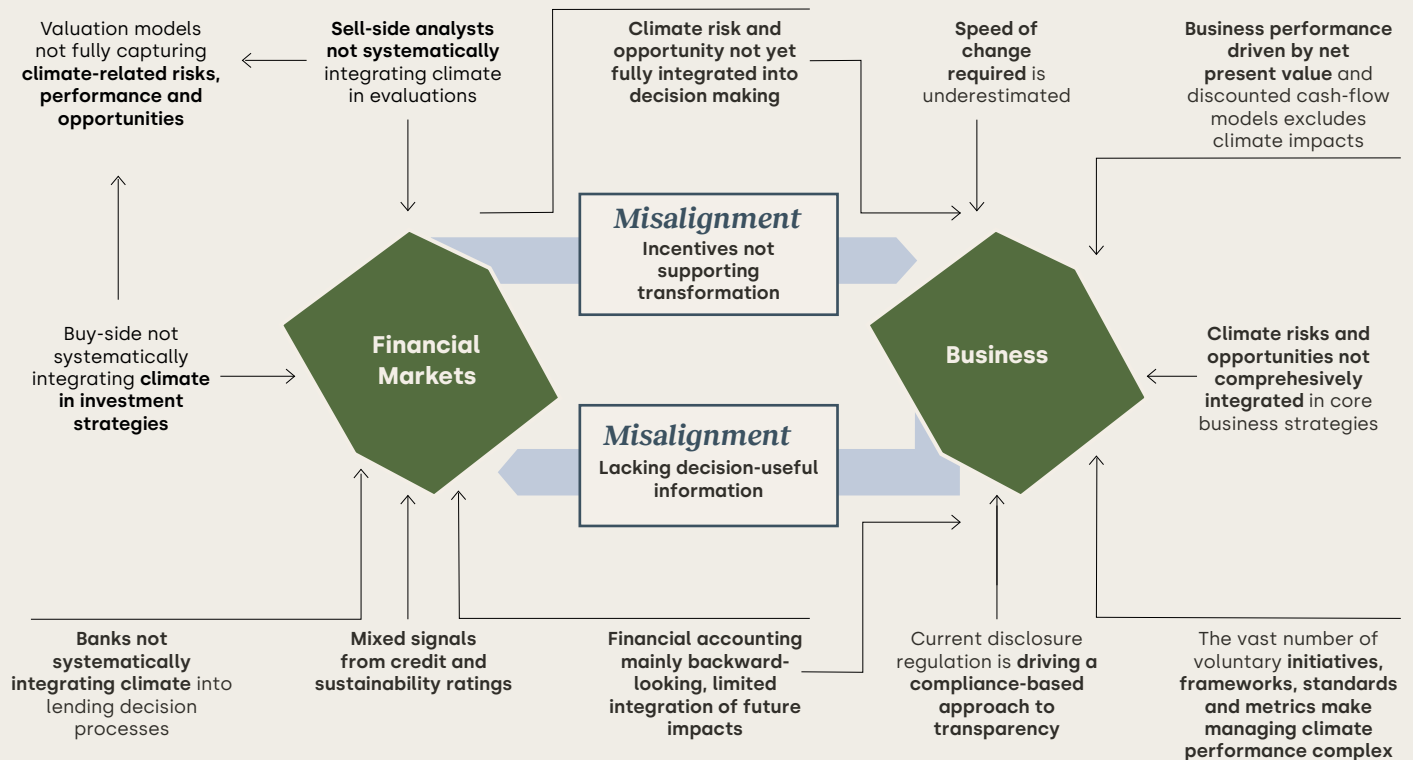 Valuation models
not fully capturing
climate-related risks,
performance and
opportunities
Sell-side analysts
not systematically
integrating climate
in evaluations
Climate risk and
opportunity not yet
fully integrated into
decision making
Speed of
change
required is
underestimated
Business performance
driven by net
present value and
discounted cash-flow
models excludes
climate impacts
Misalignment
Incentives not
supporting
transformation
Financial
Markets
Business
Buy-side not
systematically
integrating climate
in investment
strategies
Climate risks and
opportunities not
comprehesively
integrated in core
business strategies
Misalignment
Lacking decision-useful
information
Banks not
systematically
integrating climate into
lending decision
processes
Mixed signals
from credit and
sustainability ratings
Financial accounting
mainly backward-
looking, limited
integration of future
impacts
Current disclosure
regulation is driving a
compliance-based
approach to
transparency
The vast number of
voluntary initiatives,
frameworks, standards
and metrics make
managing climate
performance complex